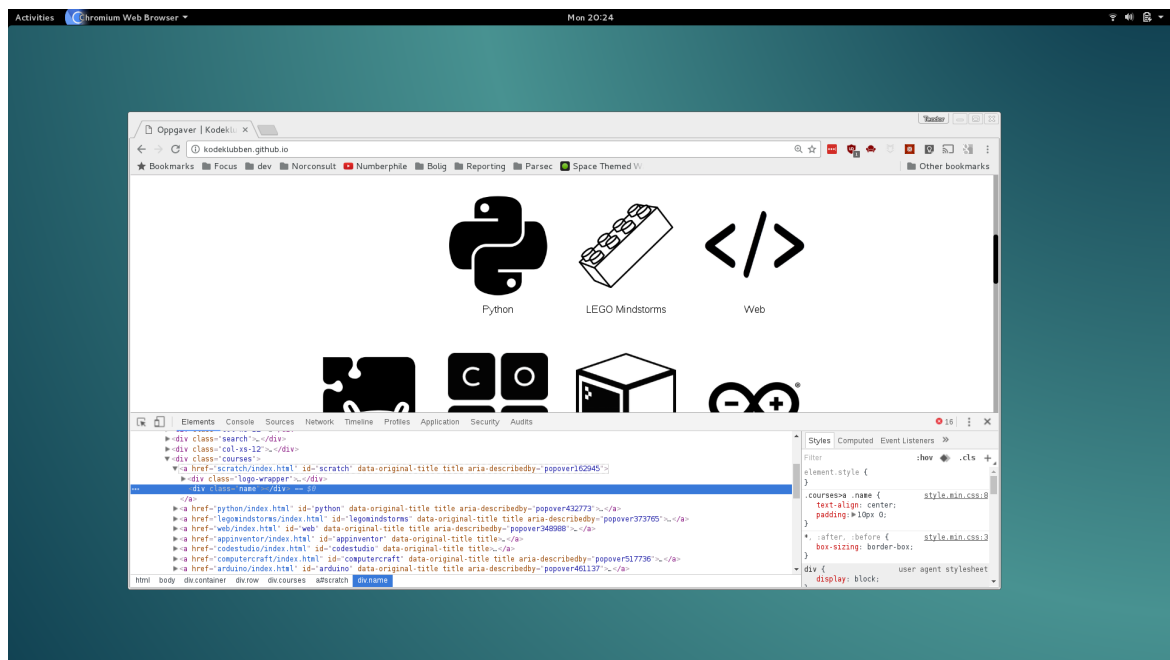 Activities Chromium Web Browser Mon 20:24
Oppgaver | Kodeklu
kodeklubben.github.io
Bookmarks Focus dev Norconsult Numberphile Bolig Reporting Parsec Space Themed W Other bookmarks
Python LEGO Mindstorms Web
C O
Elements Console Sources Network Timeline Profiles Application Security Audits 16
▶<div class="search">…</div>
▶<div class="col-xs-12">…</div>
▼<div class="courses">
▼<a href="scratch/index.html" id="scratch" data-original-title title aria-describedby="popover162945">
▶<div class="logo-wrapper">…</div>
… <div class="name"></div> == $0
</a>
▶<a href="python/index.html" id="python" data-original-title title aria-describedby="popover432773">…</a>
▶<a href="legomindstorms/index.html" id="legomindstorms" data-original-title title aria-describedby="popover373765">…</a>
▶<a href="web/index.html" id="web" data-original-title title aria-describedby="popover348988">…</a>
▶<a href="appinventor/index.html" id="appinventor" data-original-title title>…</a>
▶<a href="codestudio/index.html" id="codestudio" data-original-title title>…</a>
▶<a href="computercraft/index.html" id="computercraft" data-original-title title aria-describedby="popover517736">…</a>
▶<a href="arduino/index.html" id="arduino" data-original-title title aria-describedby="popover461137">…</a>
html body div.container div.row div.courses a#scratch div.name
Styles Computed Event Listeners »
Filter :hov .cls +
element.style {
}
.courses>a .name { style.min.css:8
text-align: center;
padding:▶10px 0;
}
*, :after, :before { style.min.css:3
box-sizing: border-box;
}
div { user agent stylesheet
display: block;